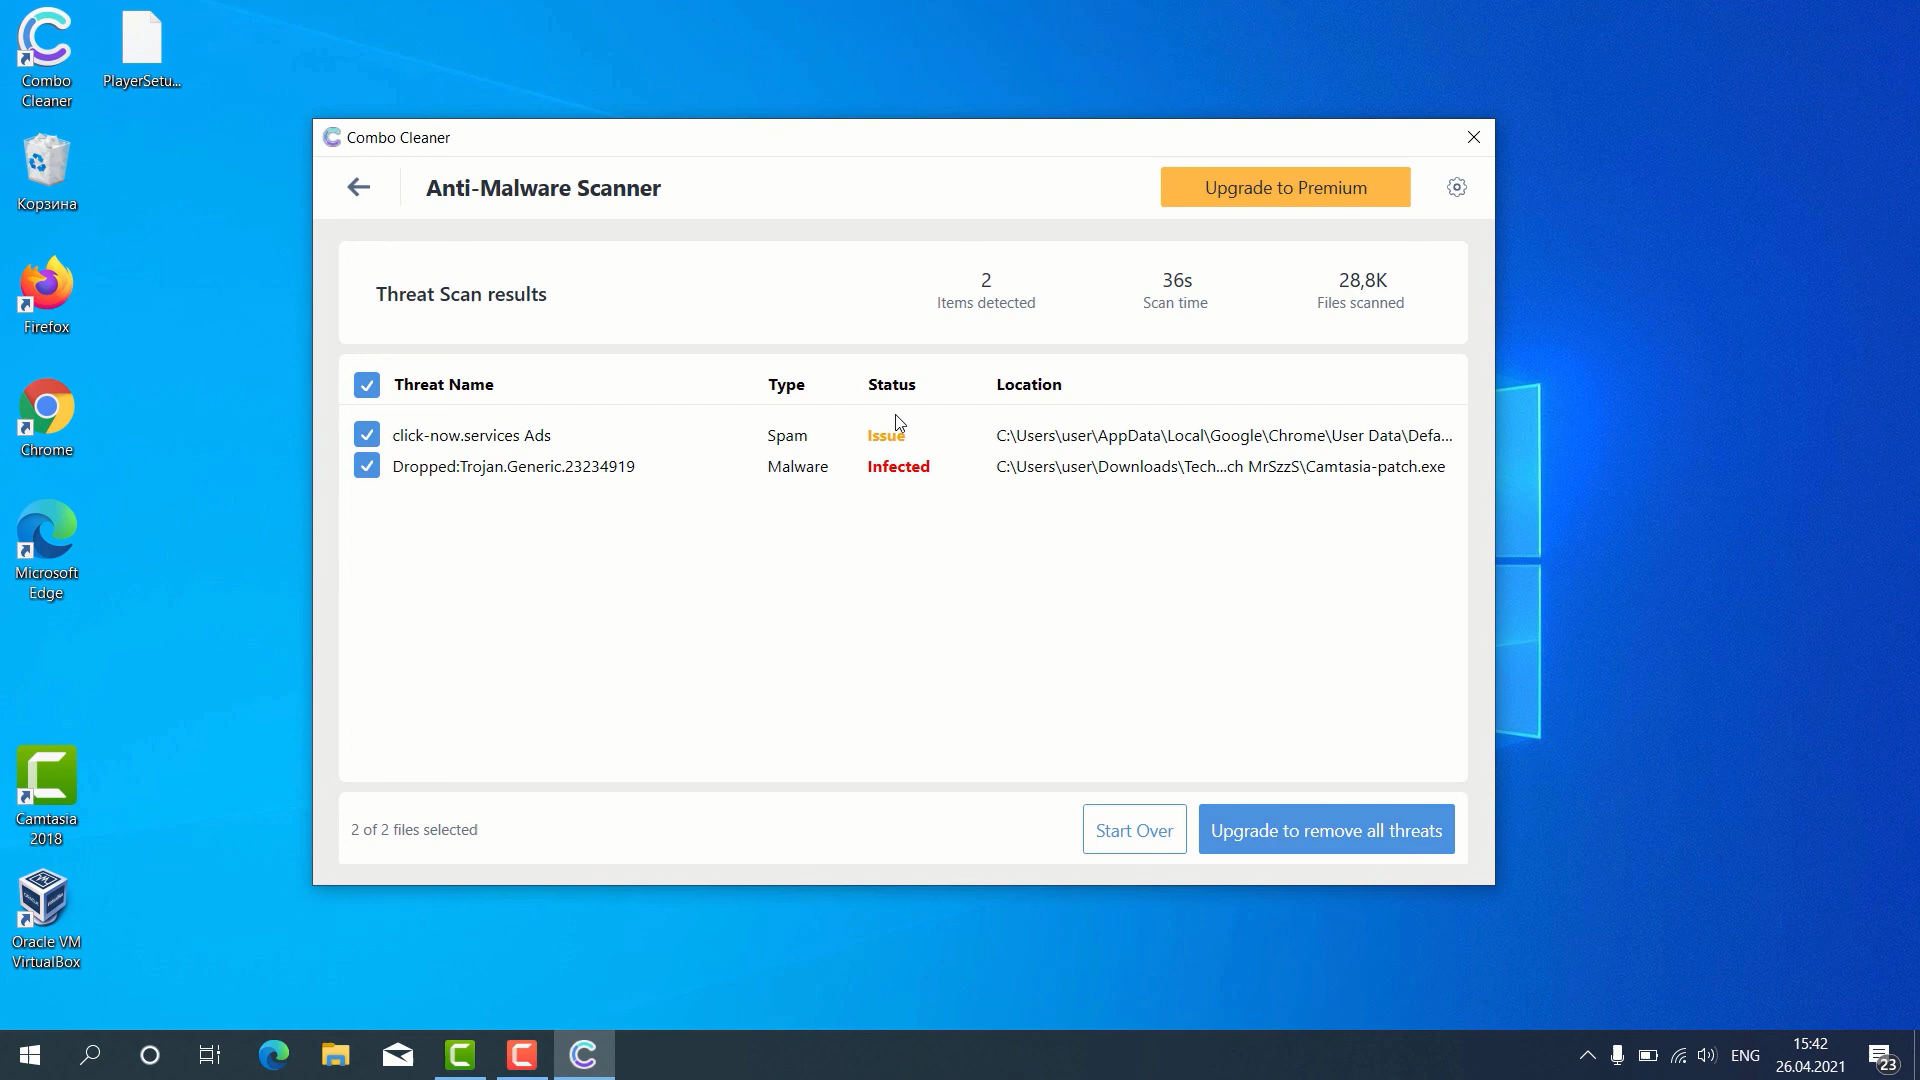 Combo
Cleaner
PlayerSetu...
Корзина
Firefox
Chrome
Microsoft
Edge
Camtasia
2018
Oracle VM
VirtualBox
Combo Cleaner
Anti-Malware Scanner
Upgrade to Premium
Threat Scan results
2
Items detected
36s
Scan time
28,8K
Files scanned
Threat Name Type Status Location
click-now.services Ads Spam Issue C:\Users\user\AppData\Local\Google\Chrome\User Data\Defa...
Dropped:Trojan.Generic.23234919 Malware Infected C:\Users\user\Downloads\Tech...ch MrSzzS\Camtasia-patch.exe
2 of 2 files selected
Start Over
Upgrade to remove all threats
ENG
15:42
26.04.2021
23